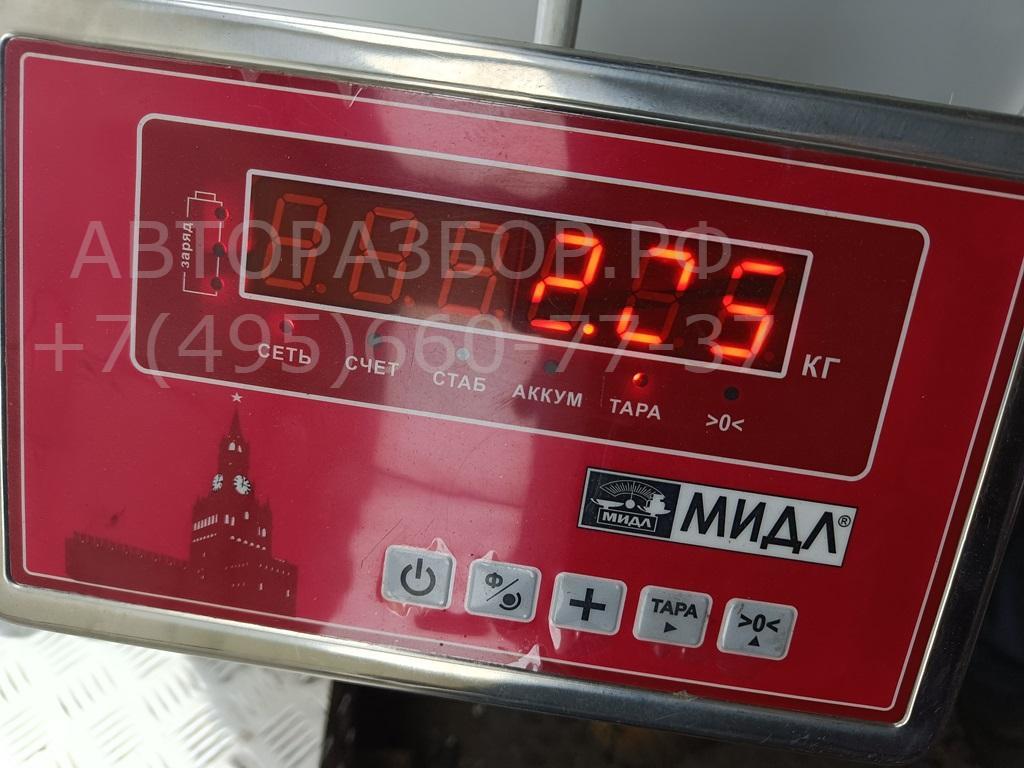 заряд
2.05
КГ
СЕТЬ
СЧЕТ
СТАБ
АККУМ
ТАРА
>0<
АВТОРАЗБОР.РФ
+7(495)660-77-37
МИДЛ
МИДЛ®
Ф
+
ТАРА
>0<